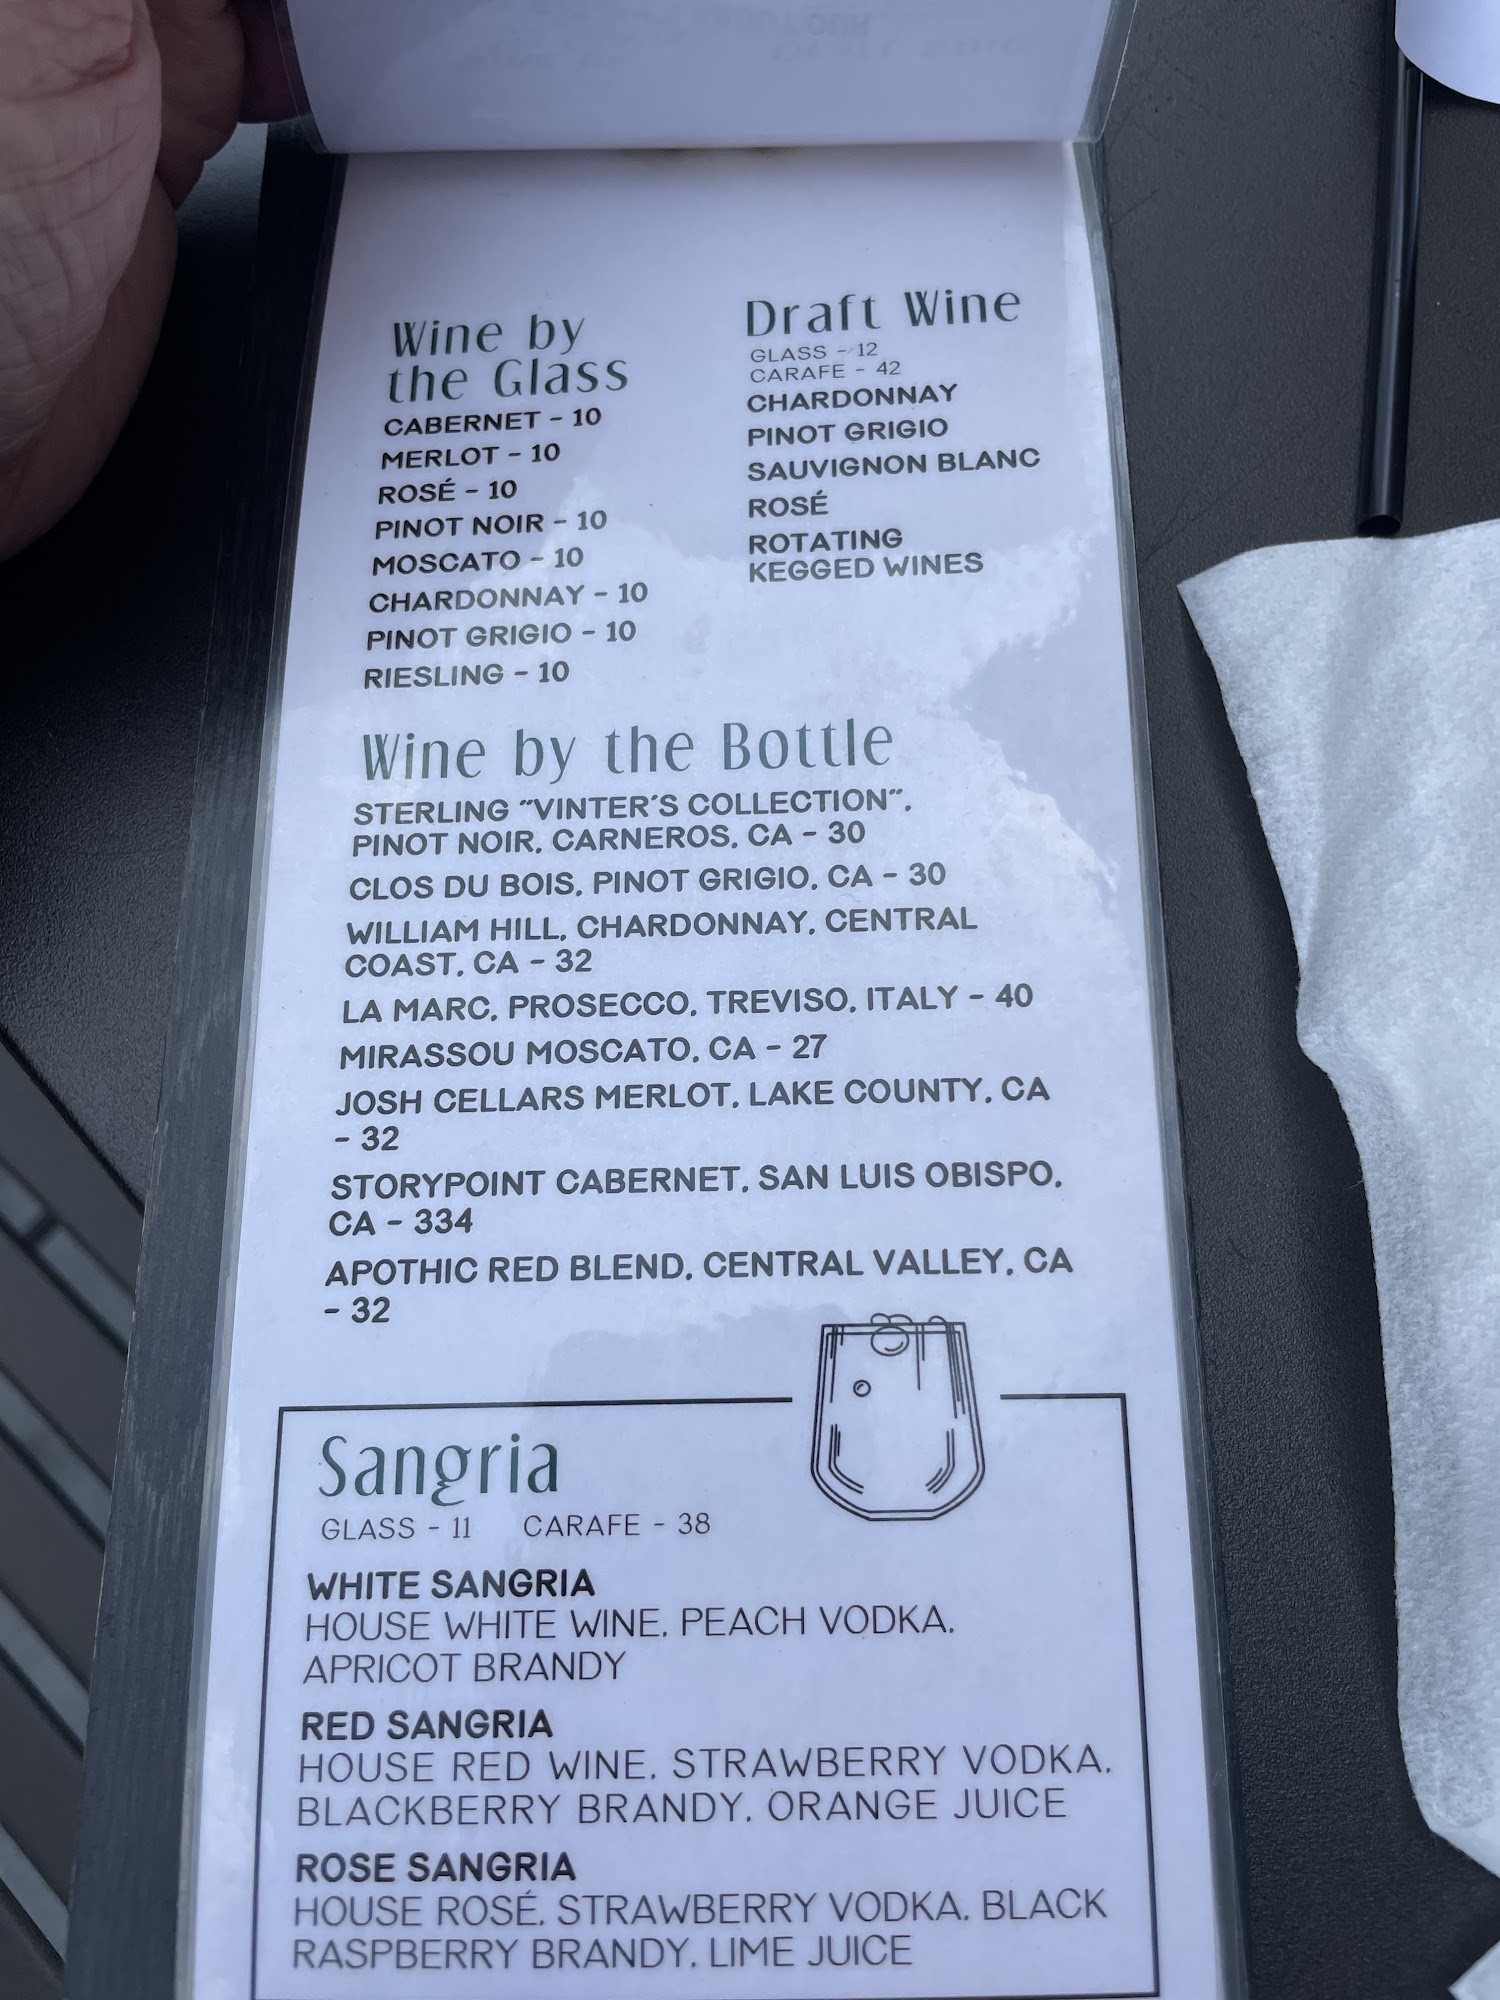 Wine by
the Glass
CABERNET - 10
MERLOT - 10
ROSÉ - 10
PINOT NOIR - 10
MOSCATO - 10
CHARDONNAY - 10
PINOT GRIGIO - 10
RIESLING - 10
Draft Wine
GLASS - 12
CARAFE - 42
CHARDONNAY
PINOT GRIGIO
SAUVIGNON BLANC
ROSÉ
ROTATING
KEGGED WINES
Wine by the Bottle
STERLING "VINTER'S COLLECTION",
PINOT NOIR, CARNEROS, CA - 30
CLOS DU BOIS, PINOT GRIGIO, CA - 30
WILLIAM HILL, CHARDONNAY, CENTRAL
COAST, CA - 32
LA MARC, PROSECCO, TREVISO, ITALY - 40
MIRASSOU MOSCATO, CA - 27
JOSH CELLARS MERLOT, LAKE COUNTY, CA
- 32
STORYPOINT CABERNET, SAN LUIS OBISPO,
CA - 334
APOTHIC RED BLEND, CENTRAL VALLEY, CA
- 32
Sangria
GLASS - 11 CARAFE - 38
WHITE SANGRIA
HOUSE WHITE WINE, PEACH VODKA,
APRICOT BRANDY
RED SANGRIA
HOUSE RED WINE, STRAWBERRY VODKA,
BLACKBERRY BRANDY, ORANGE JUICE
ROSE SANGRIA
HOUSE ROSÉ, STRAWBERRY VODKA, BLACK
RASPBERRY BRANDY, LIME JUICE